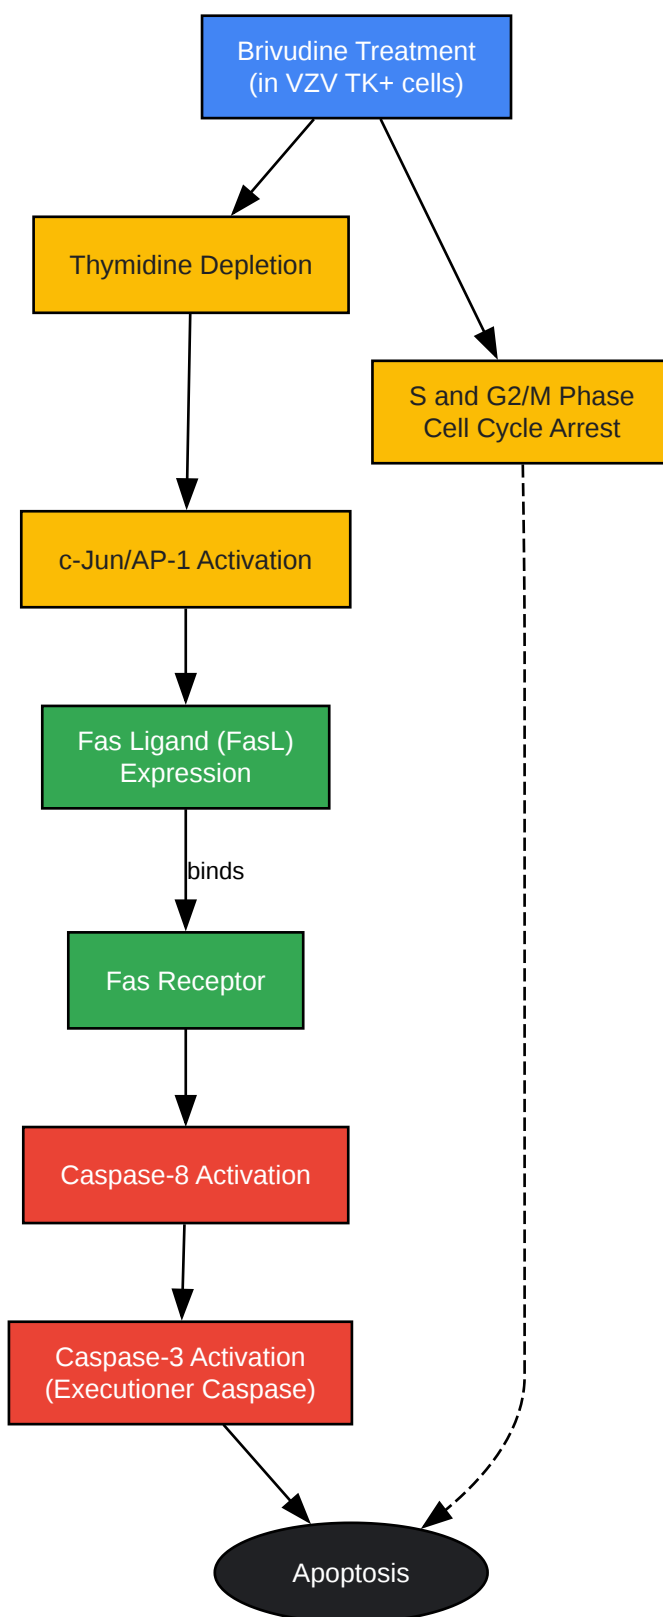 Brivudine Treatment
(in VZV TK+ cells)
Thymidine Depletion
S and G2/M Phase
Cell Cycle Arrest
c-Jun/AP-1 Activation
Fas Ligand (FasL)
Expression
binds
Fas Receptor
Caspase-8 Activation
Caspase-3 Activation
(Executioner Caspase)
Apoptosis